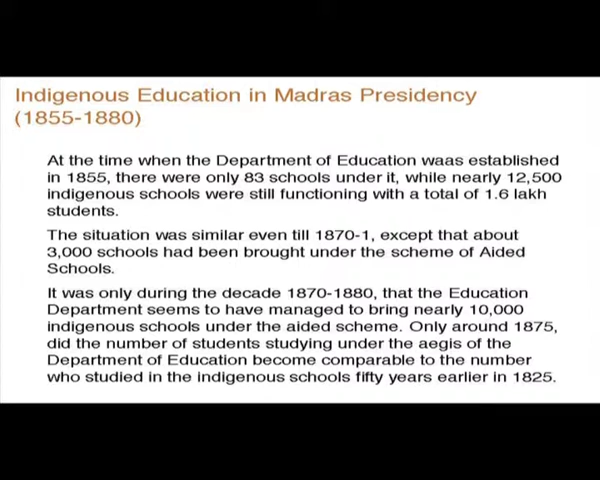 Indigenous Education in Madras Presidency
(1855-1880)
At the time when the Department of Education waas established
in 1855, there were only 83 schools under it, while nearly 12,500
indigenous schools were still functioning with a total of 1.6 lakh
students.
The situation was similar even till 1870-1, except that about
3,000 schools had been brought under the scheme of Aided
Schools.
It was only during the decade 1870-1880, that the Education
Department seems to have managed to bring nearly 10,000
indigenous schools under the aided scheme. Only around 1875,
did the number of students studying under the aegis of the
Department of Education become comparable to the number
who studied in the indigenous schools fifty years earlier in 1825.